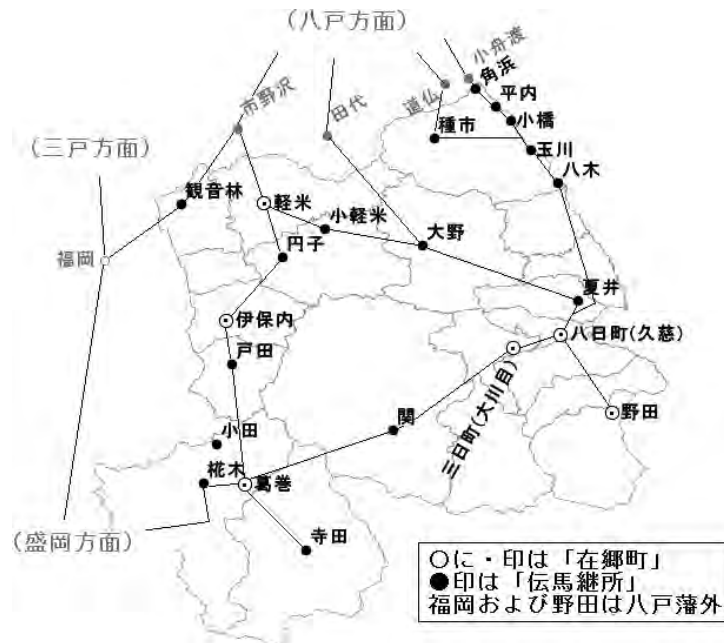 (八戸方面)
小舟渡
角浜
平内
小橋
市野沢
田代
道仏
種市
玉川
八木
(三戸方面)
観音林
軽米
小軽米
大野
円子
福岡
夏井
伊保内
八日町(久慈)
戸田
三日町(大川目)
野田
関
小田
椛木
葛巻
(盛岡方面)
寺田
○に・印は「在郷町」
●印は「伝馬継所」
福岡および野田は八戸藩外